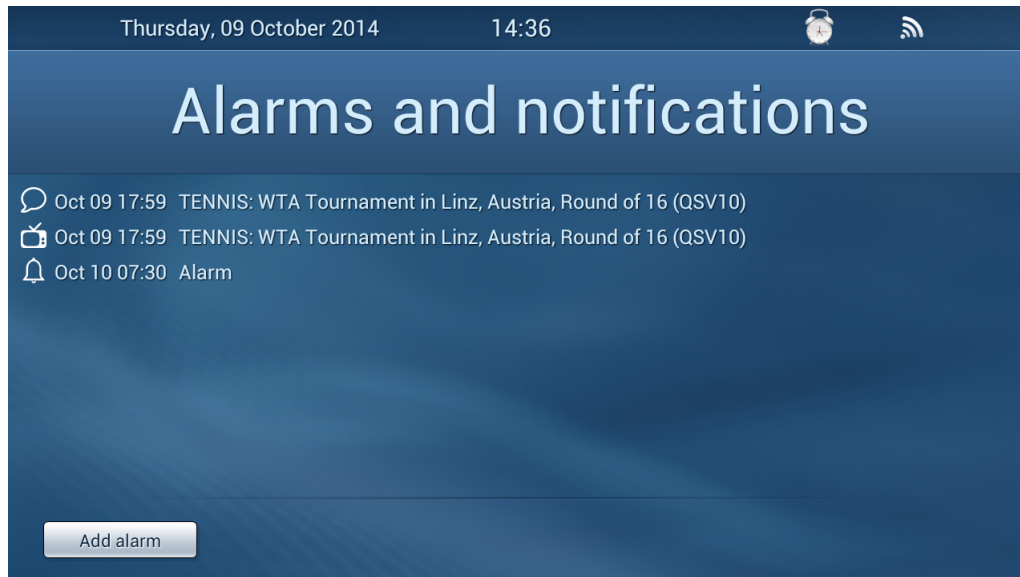 Thursday, 09 October 2014 14:36
Alarms and notifications
Oct 09 17:59 TENNIS: WTA Tournament in Linz, Austria, Round of 16 (QSV10)
Oct 09 17:59 TENNIS: WTA Tournament in Linz, Austria, Round of 16 (QSV10)
Oct 10 07:30 Alarm
Add alarm